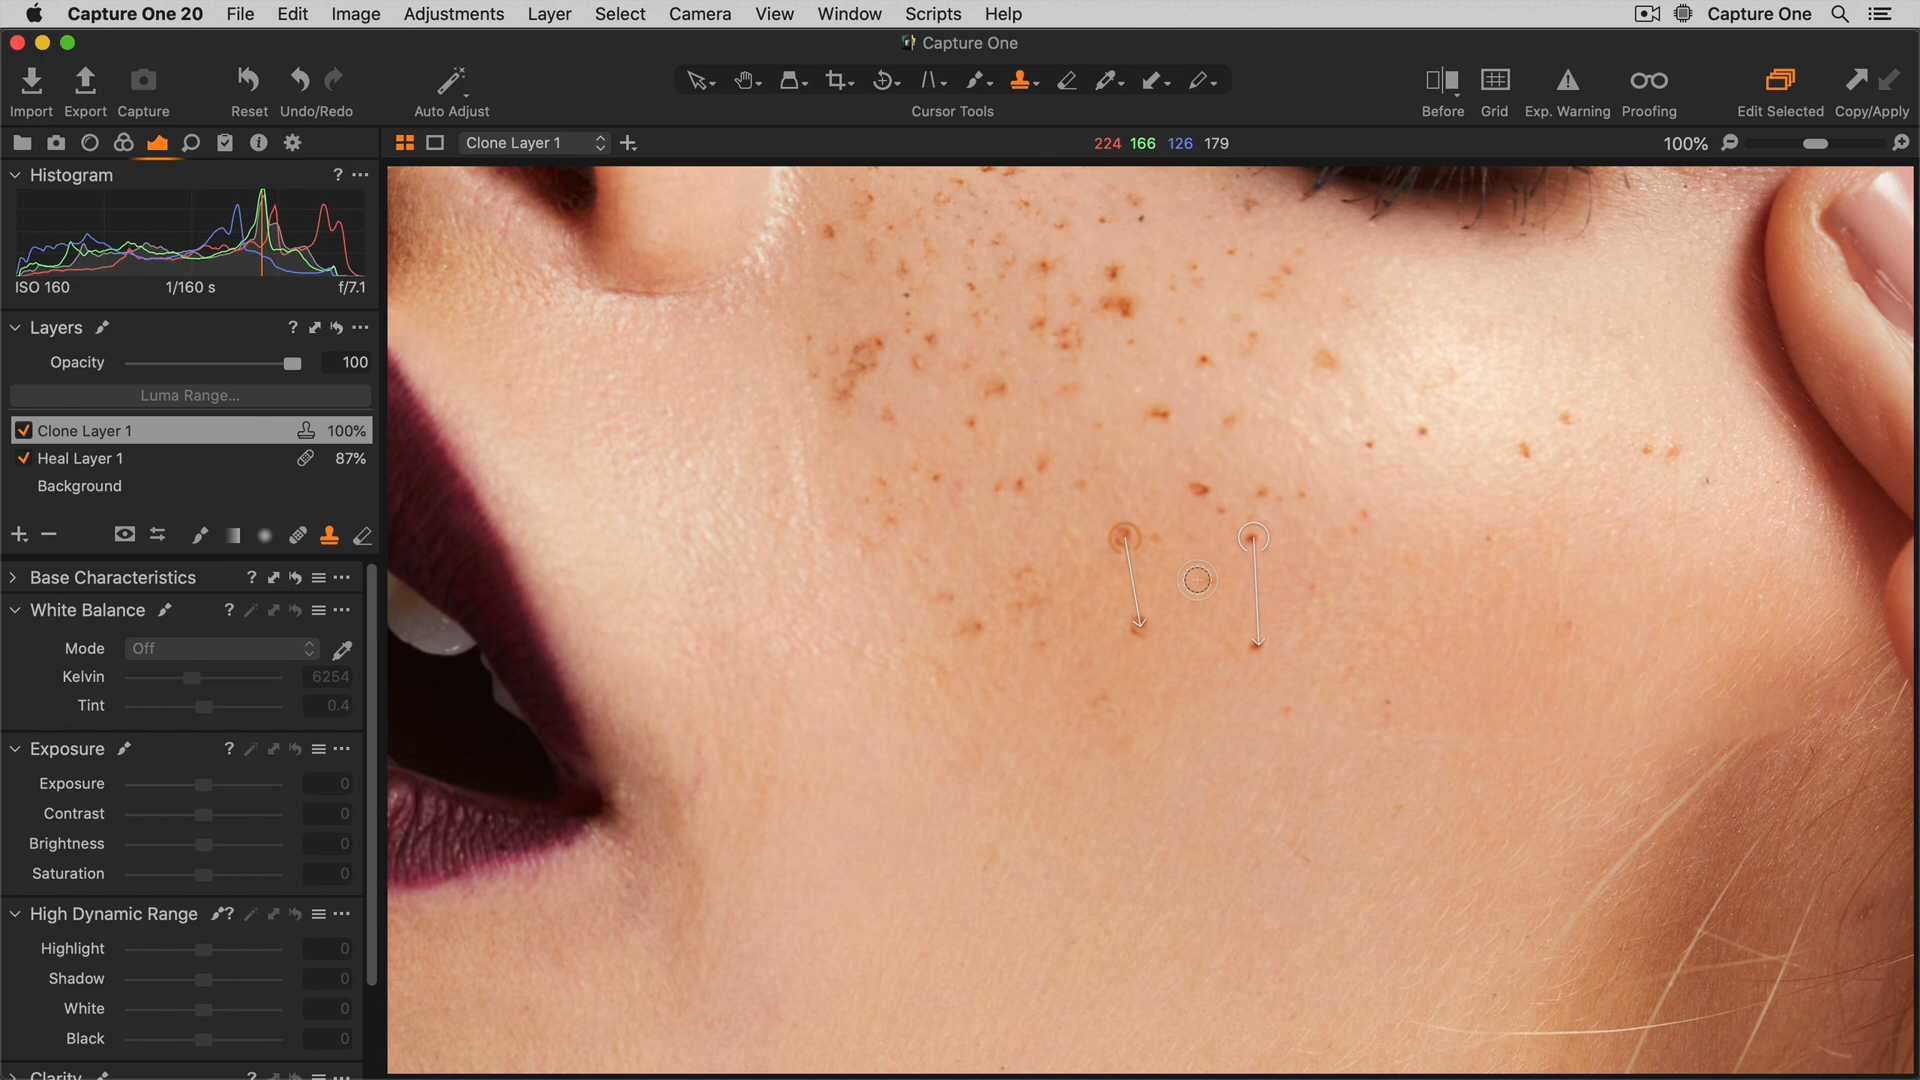 Capture One 20 File Edit Image Adjustments Layer Select Camera View Window Scripts Help Capture One
Capture One
Import Export Capture Reset Undo/Redo Auto Adjust Cursor Tools Before Grid Exp. Warning Proofing Edit Selected Copy/Apply
Clone Layer 1 224 166 126 179 100%
Histogram ?
ISO 160 1/160 s f/7.1
Layers ?
Opacity 100
Luma Range...
Clone Layer 1 100%
Heal Layer 1 87%
Background
Base Characteristics ?
White Balance ?
Mode Off
Kelvin 6254
Tint 0.4
Exposure ?
Exposure 0
Contrast 0
Brightness 0
Saturation 0
High Dynamic Range ?
Highlight 0
Shadow 0
White 0
Black 0
Clarity ?